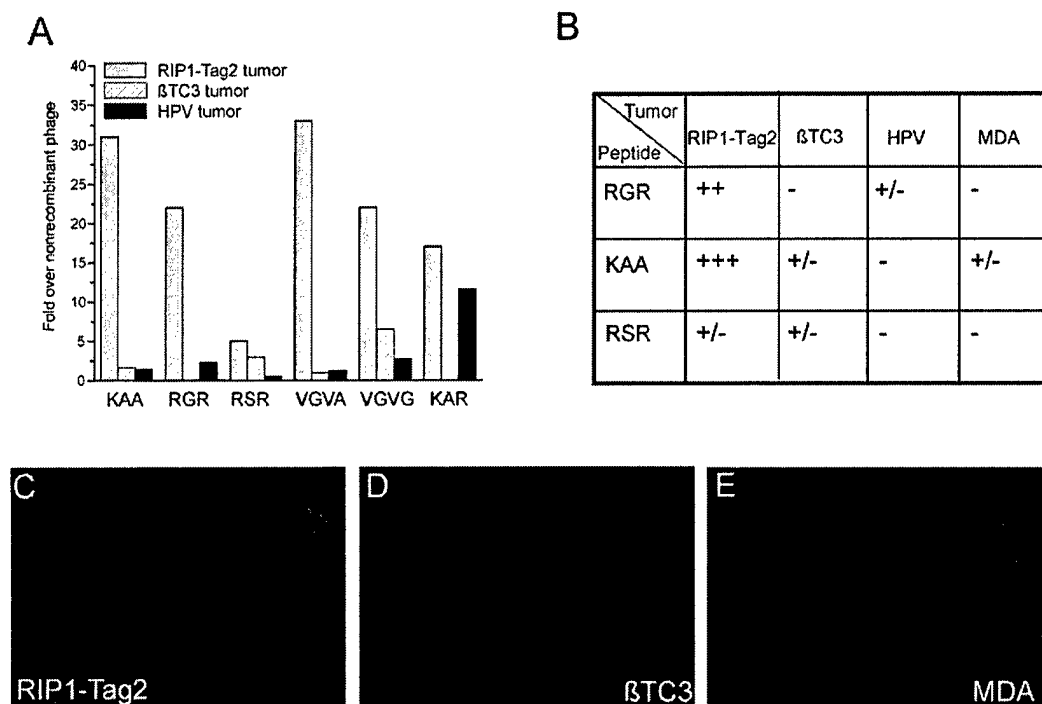 A
RIP1-Tag2 tumor
ßTC3 tumor
HPV tumor
Fold over nonrecombinant phage
40
35
30
25
20
15
10
5
0
KAA RGR RSR VGVA VGVG KAR
B
Tumor
Peptide
RIP1-Tag2 ßTC3 HPV MDA
RGR ++ - +/- -
KAA +++ +/- - +/-
RSR +/- +/- - -
C
RIP1-Tag2
D
ßTC3
E
MDA